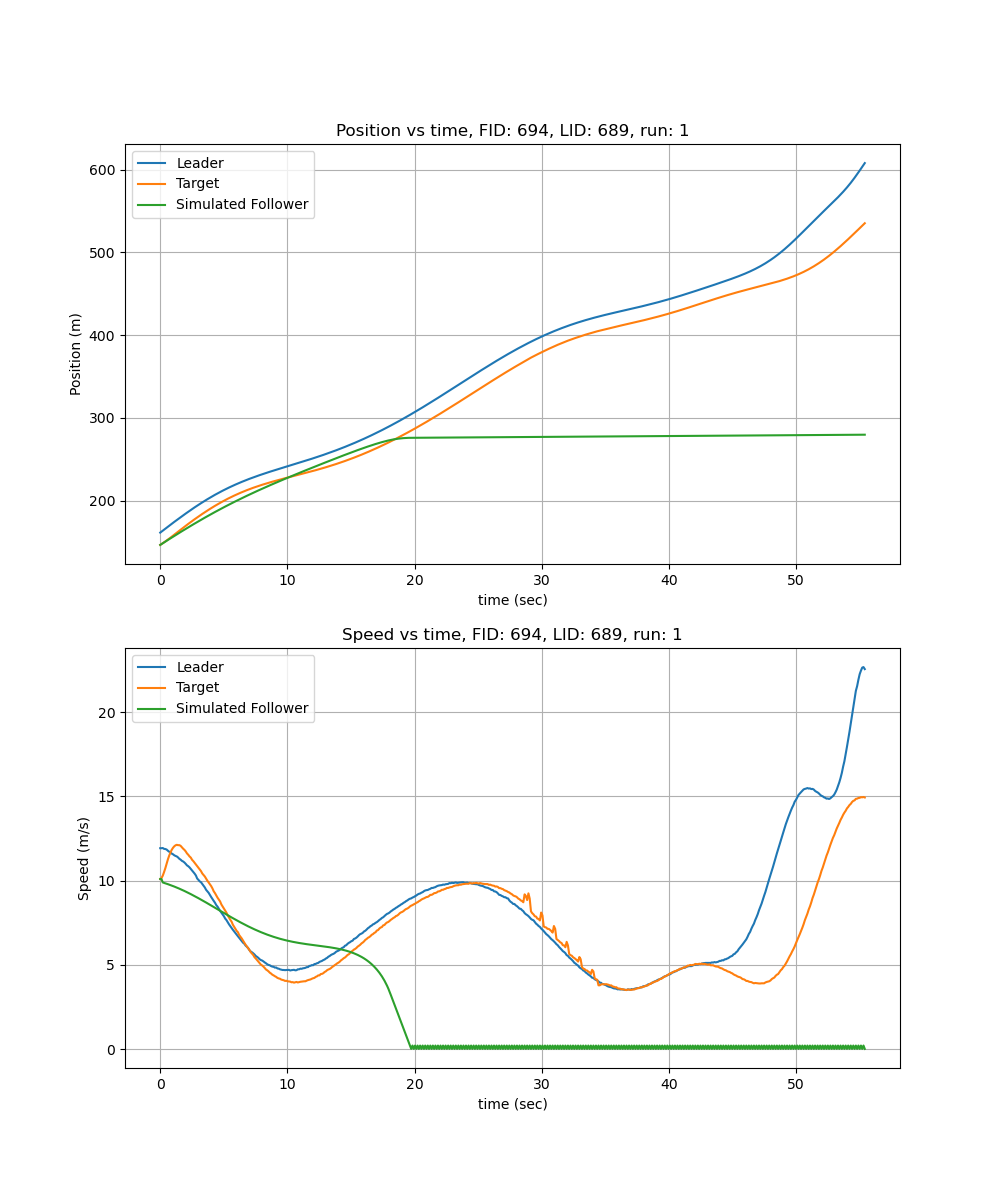 Position vs time, FID: 694, LID: 689, run: 1
Leader
Target
Simulated Follower
600
500
400
300
200
Position (m)
0 10 20 30 40 50
time (sec)
Speed vs time, FID: 694, LID: 689, run: 1
Leader
Target
Simulated Follower
20
15
10
5
0
Speed (m/s)
0 10 20 30 40 50
time (sec)